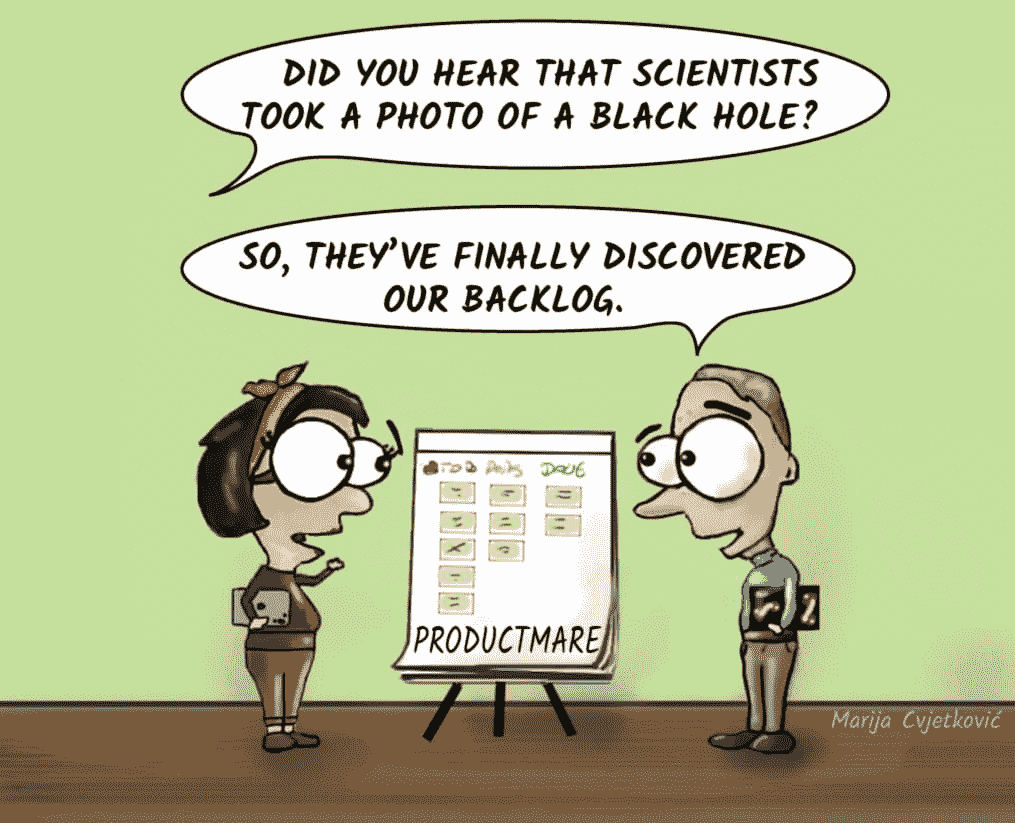 DID YOU HEAR THAT SCIENTISTS
TOOK A PHOTO OF A BLACK HOLE?
SO, THEY'VE FINALLY DISCOVERED
OUR BACKLOG.
PRODUCTMARE
Marija Cvjetković